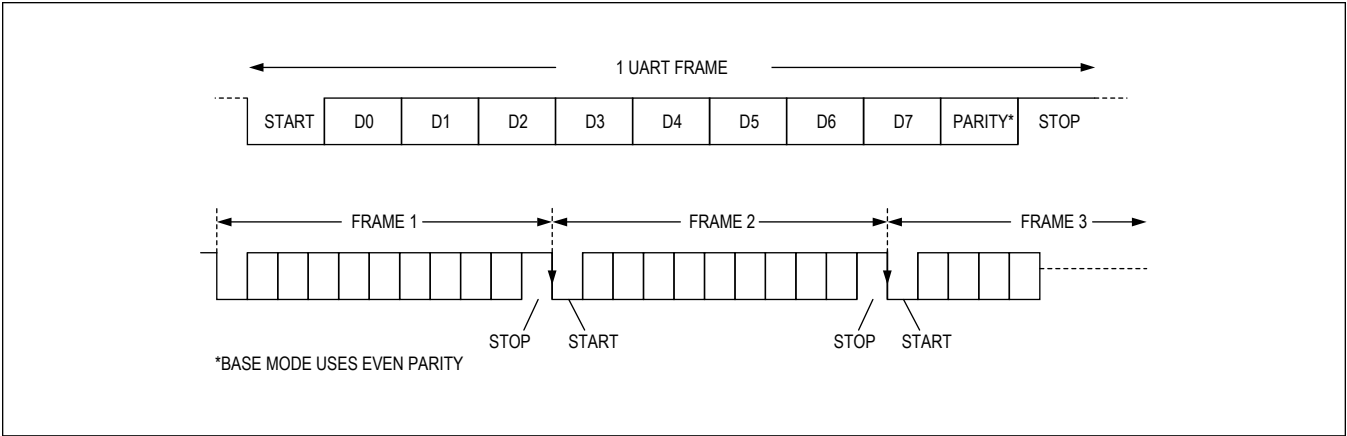 1 UART FRAME
START D0 D1 D2 D3 D4 D5 D6 D7 PARITY* STOP
FRAME 1 FRAME 2 FRAME 3
STOP START STOP START
*BASE MODE USES EVEN PARITY